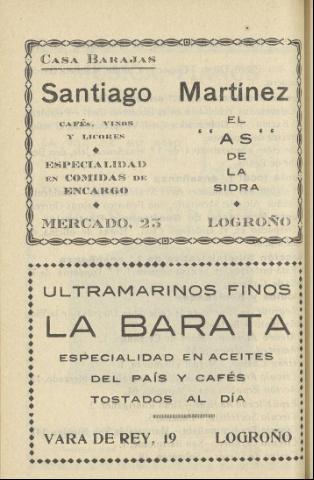 CASA BARAJAS
Santiago Martínez
CAFÉS, VINOS
Y LICORES
ESPECIALIDAD
EN COMIDAS DE
ENCARGO
EL
"AS"
DE
LA
SIDRA
MERCADO, 23 LOGROÑO
ULTRAMARINOS FINOS
LA BARATA
ESPECIALIDAD EN ACEITES
DEL PAÍS Y CAFÉS
TOSTADOS AL DÍA
VARA DE REY, 19 LOGROÑO